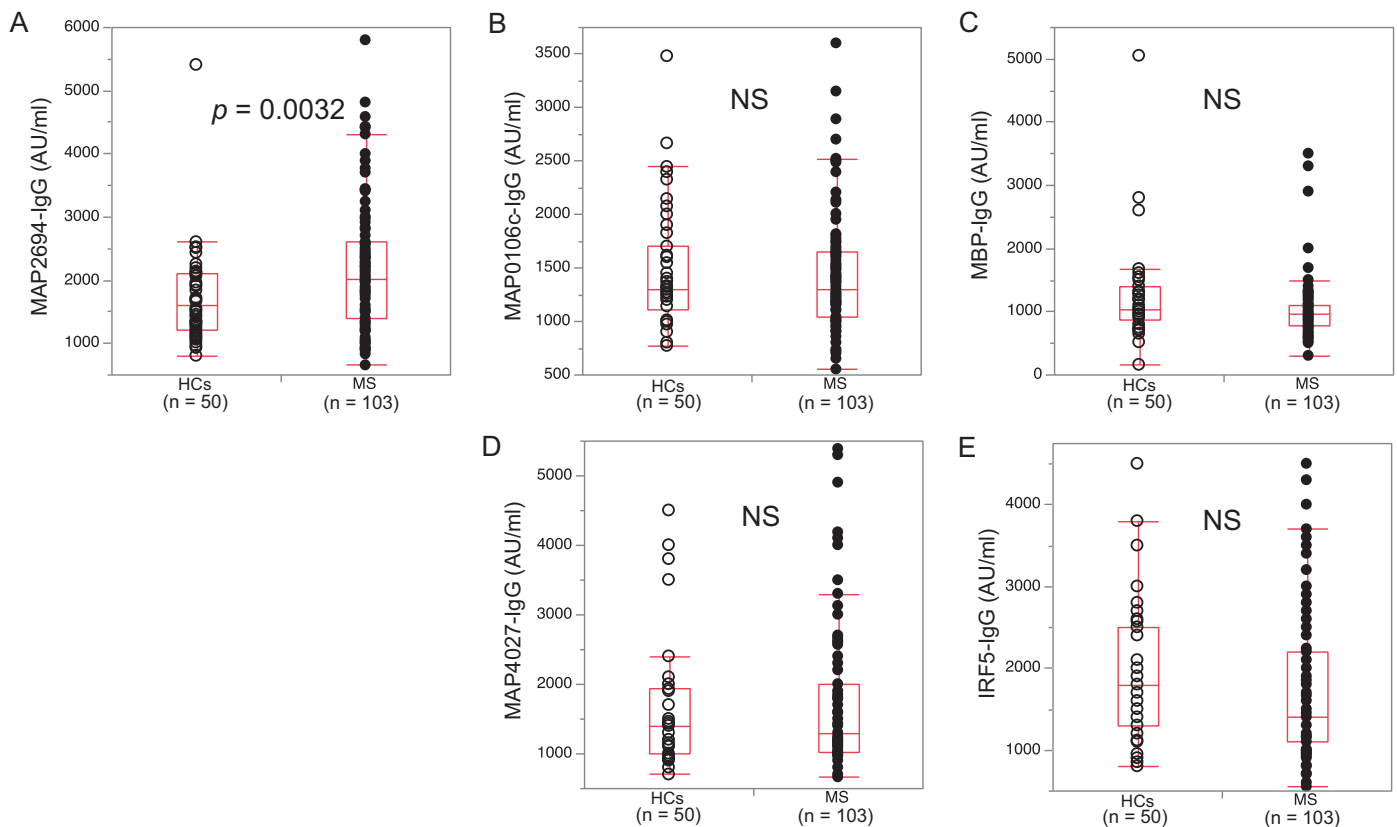 A
MAP2694-IgG (AU/ml)
6000
5000
4000
3000
2000
1000
p = 0.0032
HCs
(n = 50)
MS
(n = 103)
B
MAP0106c-IgG (AU/ml)
3500
3000
2500
2000
1500
1000
500
NS
HCs
(n = 50)
MS
(n = 103)
C
MBP-IgG (AU/ml)
5000
4000
3000
2000
1000
0
NS
HCs
(n = 50)
MS
(n = 103)
D
MAP4027-IgG (AU/ml)
5000
4000
3000
2000
1000
NS
HCs
(n = 50)
MS
(n = 103)
E
IRF5-IgG (AU/ml)
4000
3000
2000
1000
NS
HCs
(n = 50)
MS
(n = 103)